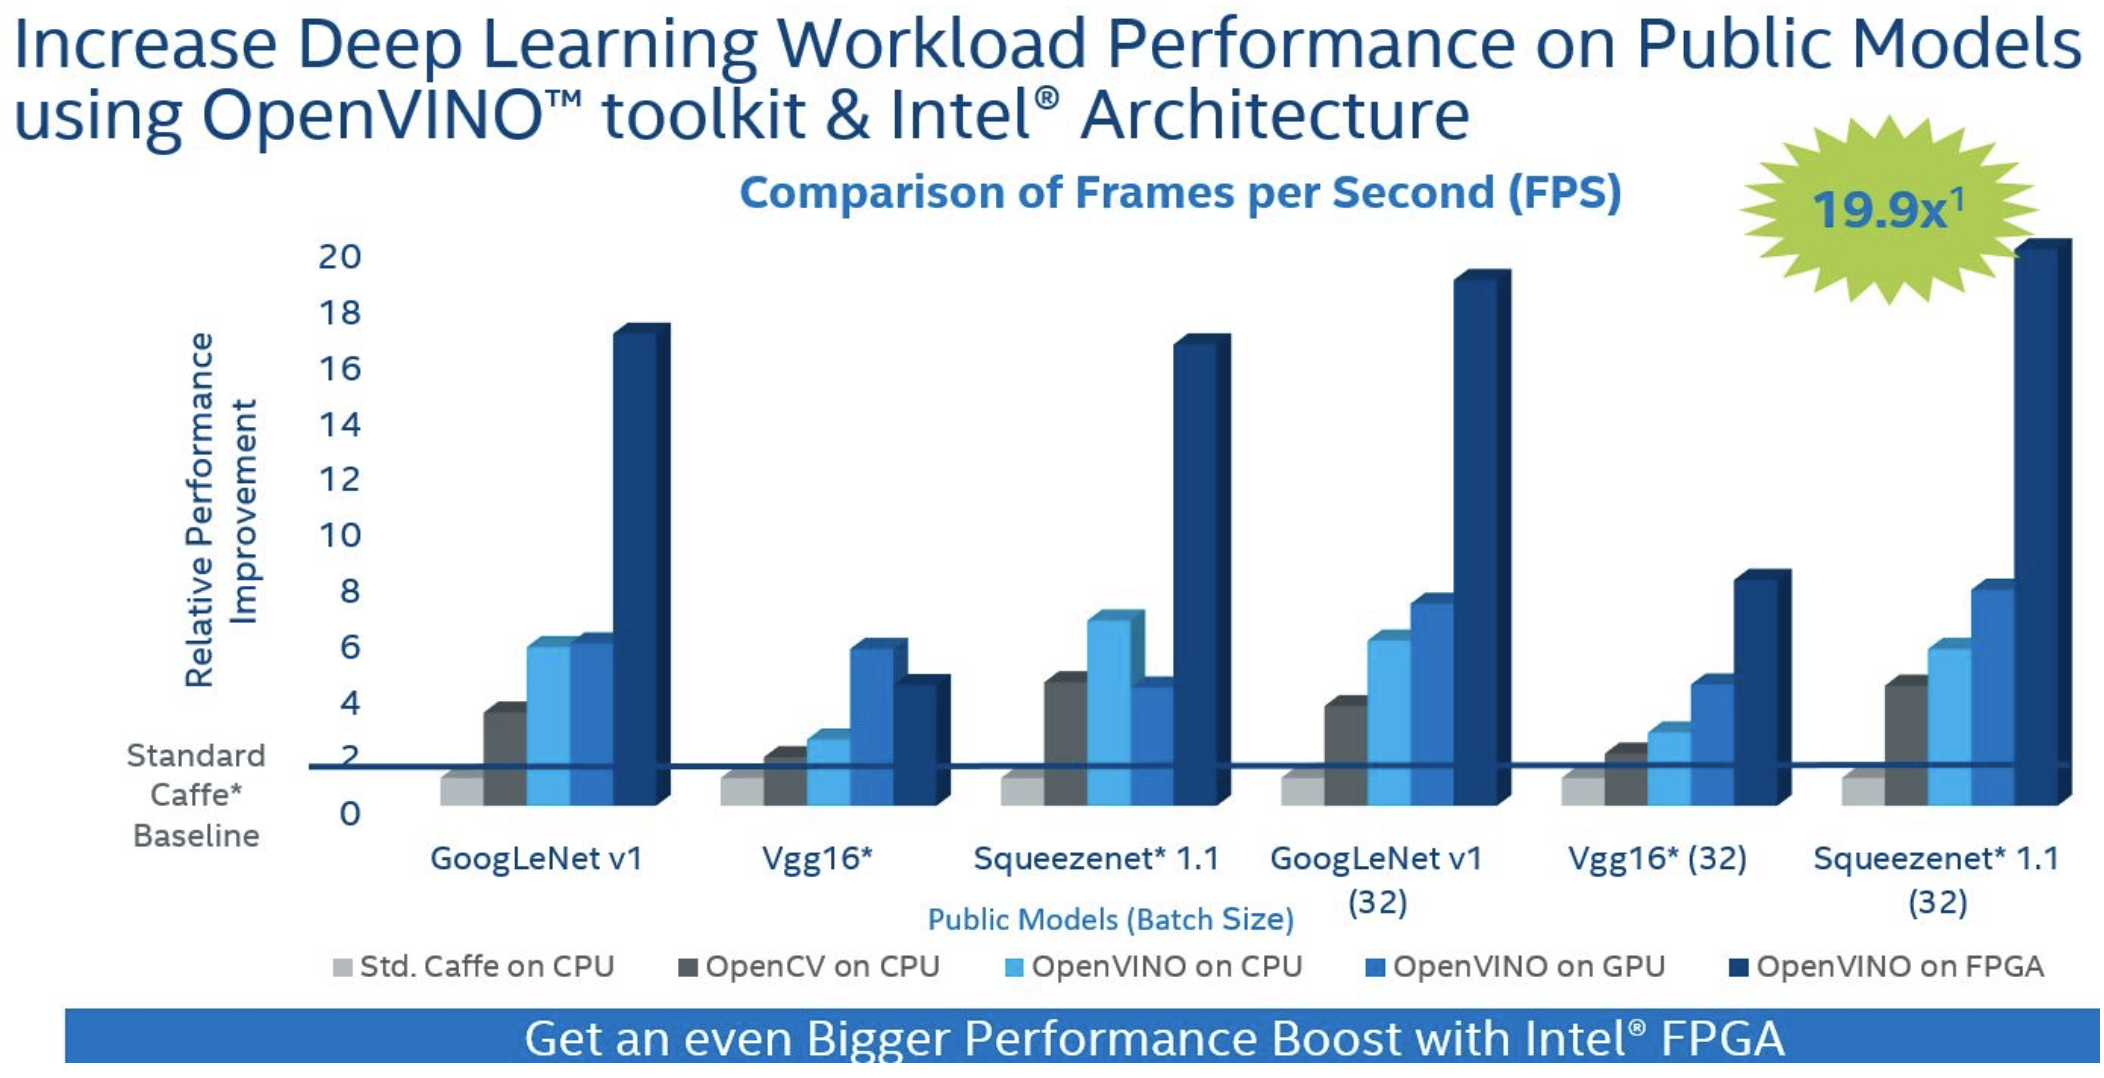 Increase Deep Learning Workload Performance on Public Models
using OpenVINO™ toolkit & Intel® Architecture
Comparison of Frames per Second (FPS)
19.9x¹
Relative Performance
Improvement
20
18
16
14
12
10
8
6
4
2
0
Standard
Caffe*
Baseline
GoogLeNet v1
Vgg16*
Squeezenet* 1.1
GoogLeNet v1
(32)
Vgg16* (32)
Squeezenet* 1.1
(32)
Public Models (Batch Size)
Std. Caffe on CPU
OpenCV on CPU
OpenVINO on CPU
OpenVINO on GPU
OpenVINO on FPGA
Get an even Bigger Performance Boost with Intel® FPGA